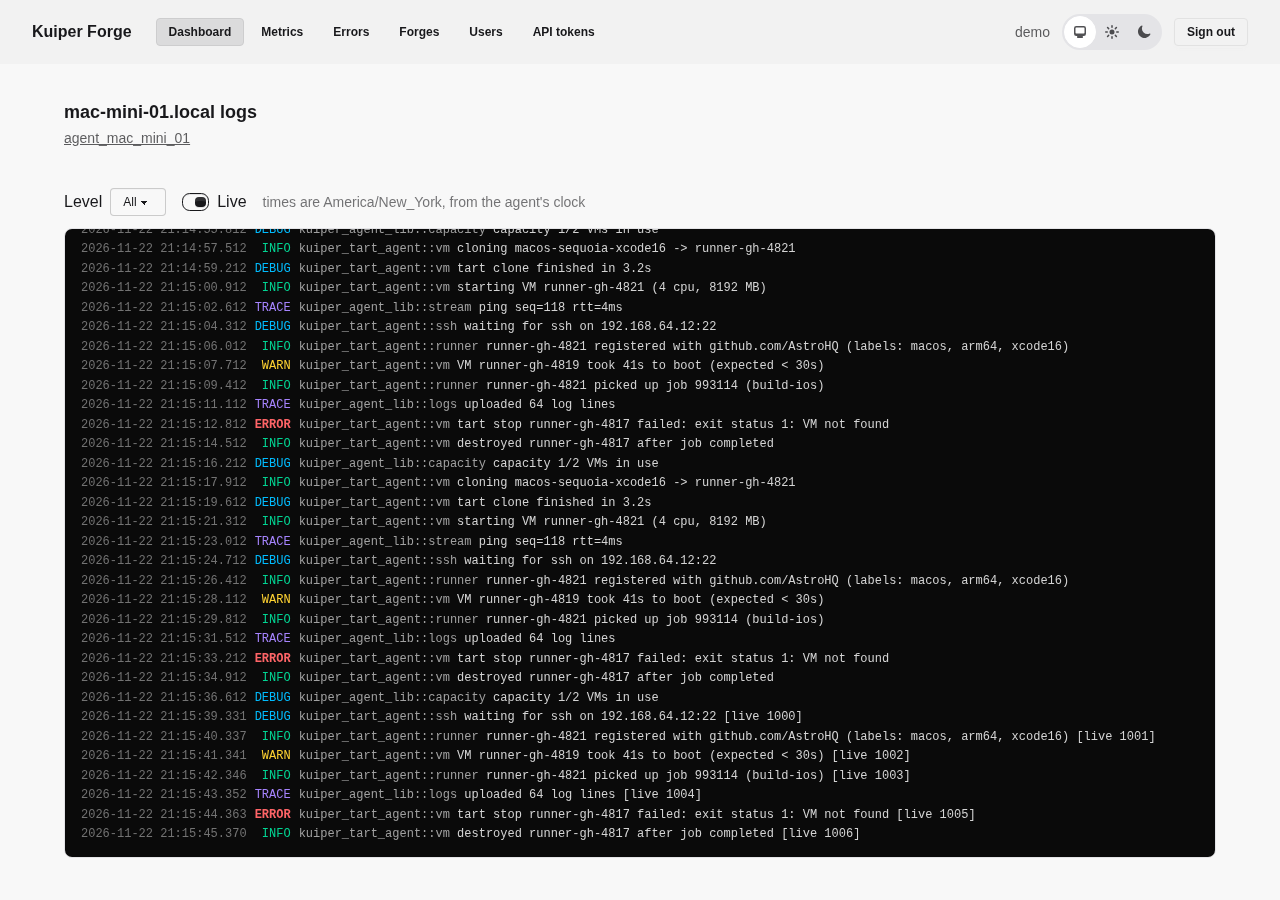 Kuiper Forge Dashboard Metrics Errors Forges Users API tokens demo Sign out
mac-mini-01.local logs
agent_mac_mini_01
Level All Live times are America/New_York, from the agent's clock
kuiper_agent_lib::capacity capacity 1/2 VMs in use
2026-11-22 21:14:57.512 INFO kuiper_tart_agent::vm cloning macos-sequoia-xcode16 -> runner-gh-4821
2026-11-22 21:14:59.212 DEBUG kuiper_tart_agent::vm tart clone finished in 3.2s
2026-11-22 21:15:00.912 INFO kuiper_tart_agent::vm starting VM runner-gh-4821 (4 cpu, 8192 MB)
2026-11-22 21:15:02.612 TRACE kuiper_agent_lib::stream ping seq=118 rtt=4ms
2026-11-22 21:15:04.312 DEBUG kuiper_tart_agent::ssh waiting for ssh on 192.168.64.12:22
2026-11-22 21:15:06.012 INFO kuiper_tart_agent::runner runner-gh-4821 registered with github.com/AstroHQ (labels: macos, arm64, xcode16)
2026-11-22 21:15:07.712 WARN kuiper_tart_agent::vm VM runner-gh-4819 took 41s to boot (expected < 30s)
2026-11-22 21:15:09.412 INFO kuiper_tart_agent::runner runner-gh-4821 picked up job 993114 (build-ios)
2026-11-22 21:15:11.112 TRACE kuiper_agent_lib::logs uploaded 64 log lines
2026-11-22 21:15:12.812 ERROR kuiper_tart_agent::vm tart stop runner-gh-4817 failed: exit status 1: VM not found
2026-11-22 21:15:14.512 INFO kuiper_tart_agent::vm destroyed runner-gh-4817 after job completed
2026-11-22 21:15:16.212 DEBUG kuiper_agent_lib::capacity capacity 1/2 VMs in use
2026-11-22 21:15:17.912 INFO kuiper_tart_agent::vm cloning macos-sequoia-xcode16 -> runner-gh-4821
2026-11-22 21:15:19.612 DEBUG kuiper_tart_agent::vm tart clone finished in 3.2s
2026-11-22 21:15:21.312 INFO kuiper_tart_agent::vm starting VM runner-gh-4821 (4 cpu, 8192 MB)
2026-11-22 21:15:23.012 TRACE kuiper_agent_lib::stream ping seq=118 rtt=4ms
2026-11-22 21:15:24.712 DEBUG kuiper_tart_agent::ssh waiting for ssh on 192.168.64.12:22
2026-11-22 21:15:26.412 INFO kuiper_tart_agent::runner runner-gh-4821 registered with github.com/AstroHQ (labels: macos, arm64, xcode16)
2026-11-22 21:15:28.112 WARN kuiper_tart_agent::vm VM runner-gh-4819 took 41s to boot (expected < 30s)
2026-11-22 21:15:29.812 INFO kuiper_tart_agent::runner runner-gh-4821 picked up job 993114 (build-ios)
2026-11-22 21:15:31.512 TRACE kuiper_agent_lib::logs uploaded 64 log lines
2026-11-22 21:15:33.212 ERROR kuiper_tart_agent::vm tart stop runner-gh-4817 failed: exit status 1: VM not found
2026-11-22 21:15:34.912 INFO kuiper_tart_agent::vm destroyed runner-gh-4817 after job completed
2026-11-22 21:15:36.612 DEBUG kuiper_agent_lib::capacity capacity 1/2 VMs in use
2026-11-22 21:15:39.331 DEBUG kuiper_tart_agent::ssh waiting for ssh on 192.168.64.12:22 [live 1000]
2026-11-22 21:15:40.337 INFO kuiper_tart_agent::runner runner-gh-4821 registered with github.com/AstroHQ (labels: macos, arm64, xcode16) [live 1001]
2026-11-22 21:15:41.341 WARN kuiper_tart_agent::vm VM runner-gh-4819 took 41s to boot (expected < 30s) [live 1002]
2026-11-22 21:15:42.346 INFO kuiper_tart_agent::runner runner-gh-4821 picked up job 993114 (build-ios) [live 1003]
2026-11-22 21:15:43.352 TRACE kuiper_agent_lib::logs uploaded 64 log lines [live 1004]
2026-11-22 21:15:44.363 ERROR kuiper_tart_agent::vm tart stop runner-gh-4817 failed: exit status 1: VM not found [live 1005]
2026-11-22 21:15:45.370 INFO kuiper_tart_agent::vm destroyed runner-gh-4817 after job completed [live 1006]